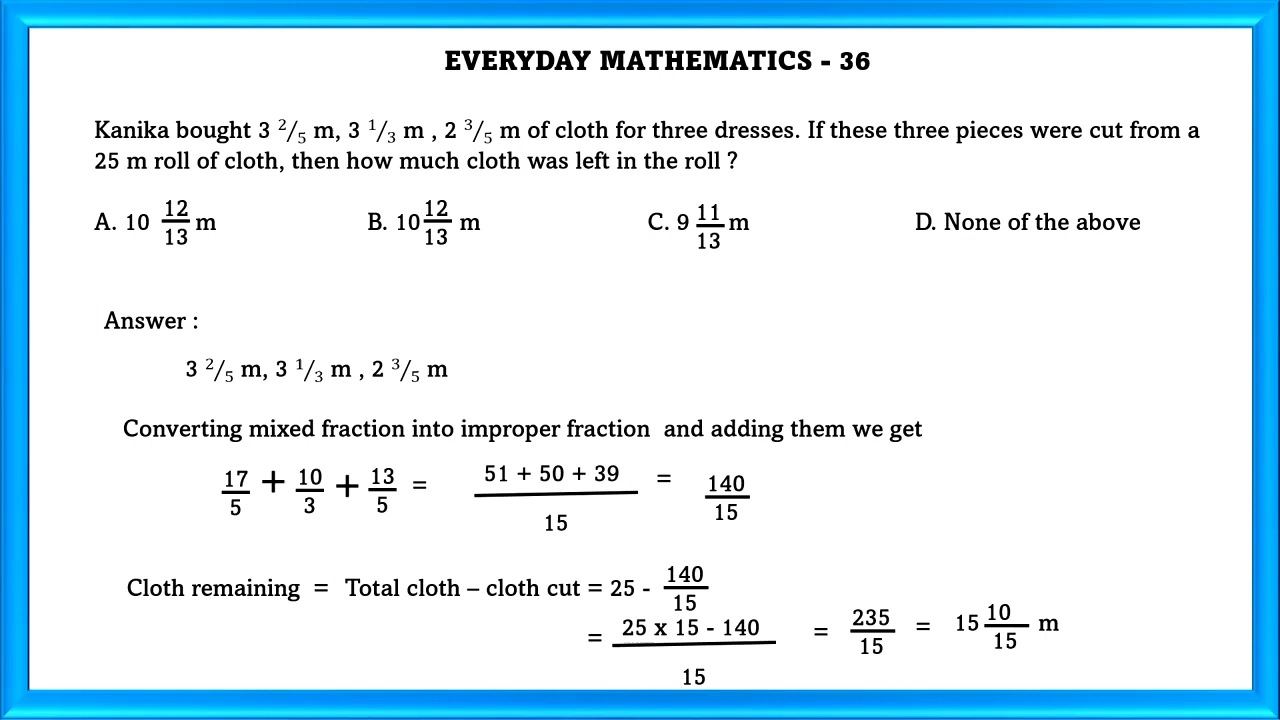 EVERYDAY MATHEMATICS - 36
Kanika bought 3 2/5 m, 3 1/3 m , 2 3/5 m of cloth for three dresses. If these three pieces were cut from a
25 m roll of cloth, then how much cloth was left in the roll ?
A. 10 12/13 m B. 10 12/13 m C. 9 11/13 m D. None of the above
Answer :
3 2/5 m, 3 1/3 m , 2 3/5 m
Converting mixed fraction into improper fraction and adding them we get
17/5 + 10/3 + 13/5 = 51 + 50 + 39 / 15 = 140/15
Cloth remaining = Total cloth – cloth cut = 25 - 140/15
= 25 x 15 - 140 / 15 = 235/15 = 15 10/15 m